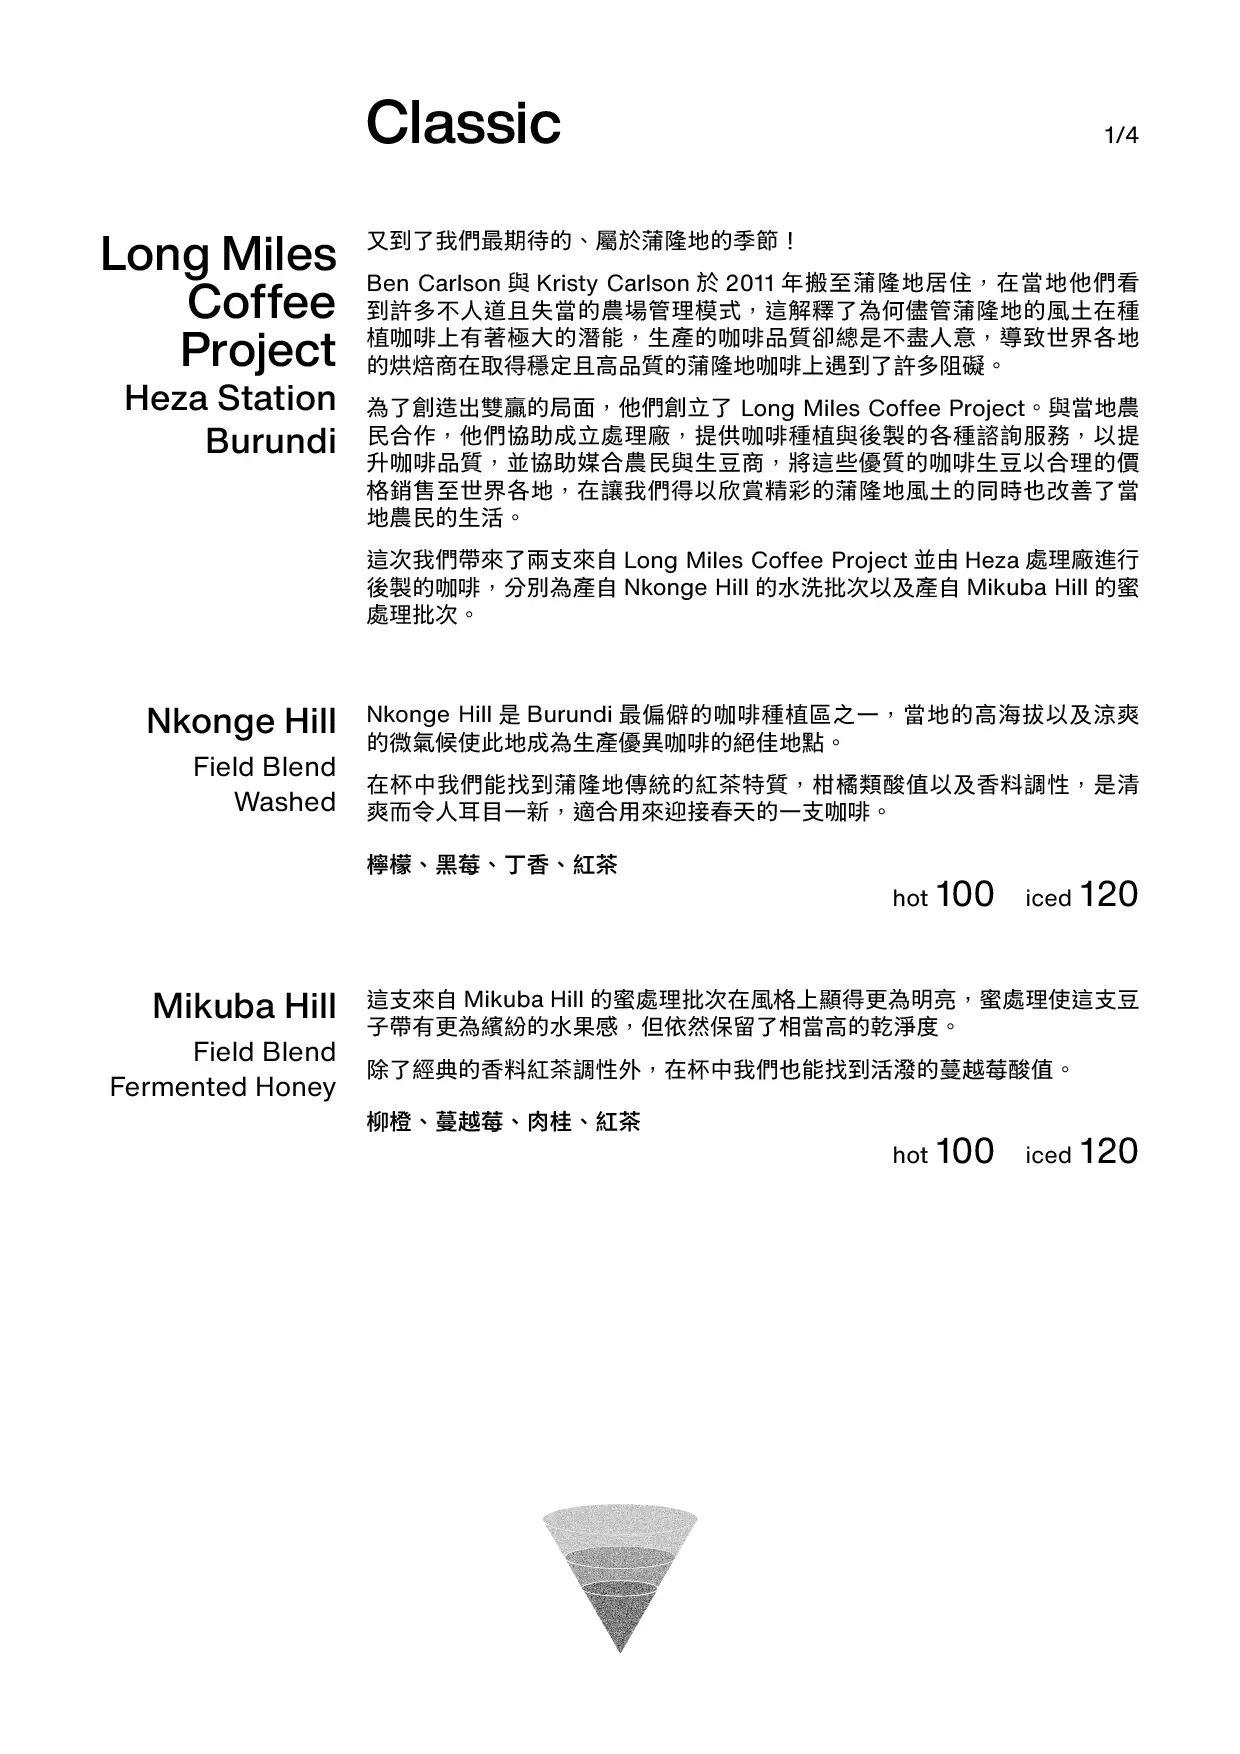 Classic
1/4
Long Miles
Coffee
Project
Heza Station
Burundi
又到了我們最期待的、屬於蒲隆地的季節！
Ben Carlson 與 Kristy Carlson 於 2011 年搬至蒲隆地居住，在當地他們看
到許多不人道且失當的農場管理模式，這解釋了為何儘管蒲隆地的風土在種
植咖啡上有著極大的潛能，生產的咖啡品質卻總是不盡人意，導致世界各地
的烘焙商在取得穩定且高品質的蒲隆地咖啡上遇到了許多阻礙。
為了創造出雙贏的局面，他們創立了 Long Miles Coffee Project。與當地農
民合作，他們協助成立處理廠，提供咖啡種植與後製的各種諮詢服務，以提
升咖啡品質，並協助媒合農民與生豆商，將這些優質的咖啡生豆以合理的價
格銷售至世界各地，在讓我們得以欣賞精彩的蒲隆地風土的同時也改善了當
地農民的生活。
這次我們帶來了兩支來自 Long Miles Coffee Project 並由 Heza 處理廠進行
後製的咖啡，分別為產自 Nkonge Hill 的水洗批次以及產自 Mikuba Hill 的蜜
處理批次。
Nkonge Hill
Field Blend
Washed
Nkonge Hill 是 Burundi 最偏僻的咖啡種植區之一，當地的高海拔以及涼爽
的微氣候使此地成為生產優異咖啡的絕佳地點。
在杯中我們能找到蒲隆地傳統的紅茶特質，柑橘類酸值以及香料調性，是清
爽而令人耳目一新，適合用來迎接春天的一支咖啡。
檸檬、黑莓、丁香、紅茶
hot 100 iced 120
Mikuba Hill
Field Blend
Fermented Honey
這支來自 Mikuba Hill 的蜜處理批次在風格上顯得更為明亮，蜜處理使這支豆
子帶有更為繽紛的水果感，但依然保留了相當高的乾淨度。
除了經典的香料紅茶調性外，在杯中我們也能找到活潑的蔓越莓酸值。
柳橙、蔓越莓、肉桂、紅茶
hot 100 iced 120